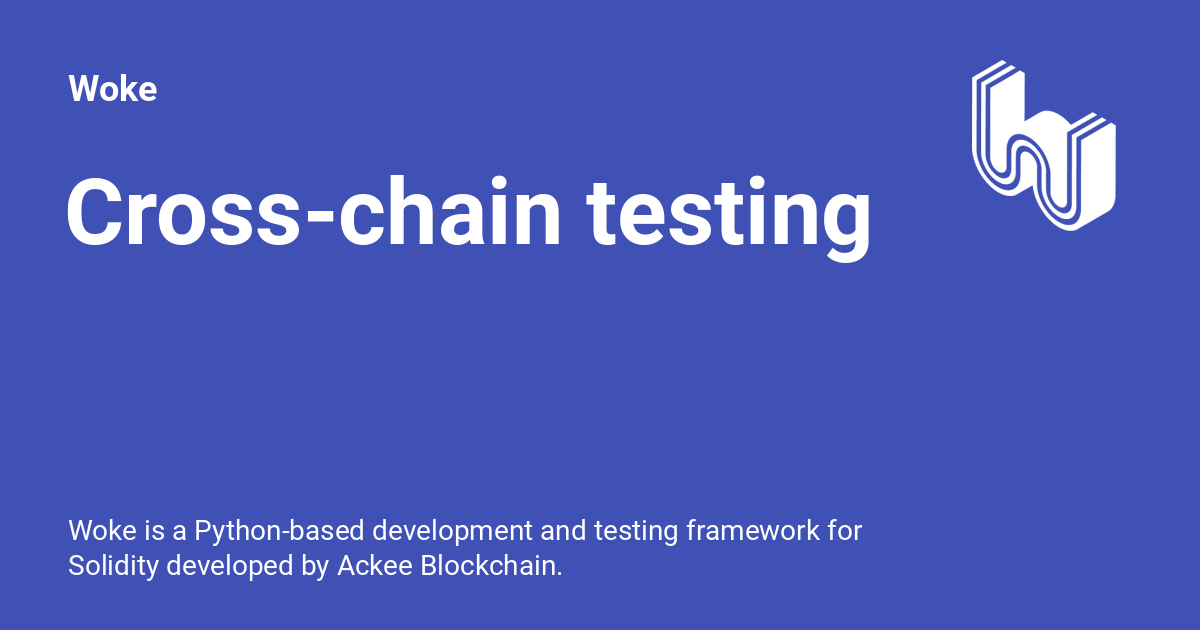 Woke
Cross-chain testing
Woke is a Python-based development and testing framework for
Solidity developed by Ackee Blockchain.